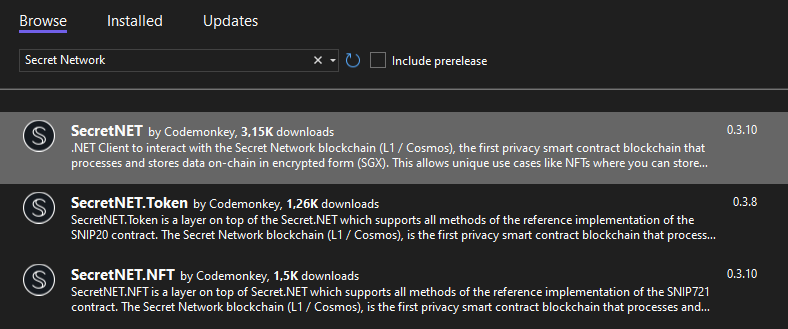 Browse Installed Updates
Secret Network Include prerelease
SecretNET by Codemonkey, 3,15K downloads 0.3.10
.NET Client to interact with the Secret Network blockchain (L1 / Cosmos), the first privacy smart contract blockchain that
processes and stores data on-chain in encrypted form (SGX). This allows unique use cases like NFTs where you can store...
SecretNET.Token by Codemonkey, 1,26K downloads 0.3.8
SecretNET.Token is a layer on top of the Secret.NET which supports all methods of the reference implementation of the
SNIP20 contract. The Secret Network blockchain (L1 / Cosmos), is the first privacy smart contract blockchain that process...
SecretNET.NFT by Codemonkey, 1,5K downloads 0.3.10
SecretNET.NFT is a layer on top of Secret.NET which supports all methods of the reference implementation of the SNIP721
contract. The Secret Network blockchain (L1 / Cosmos), is the first privacy smart contract blockchain that processes and...